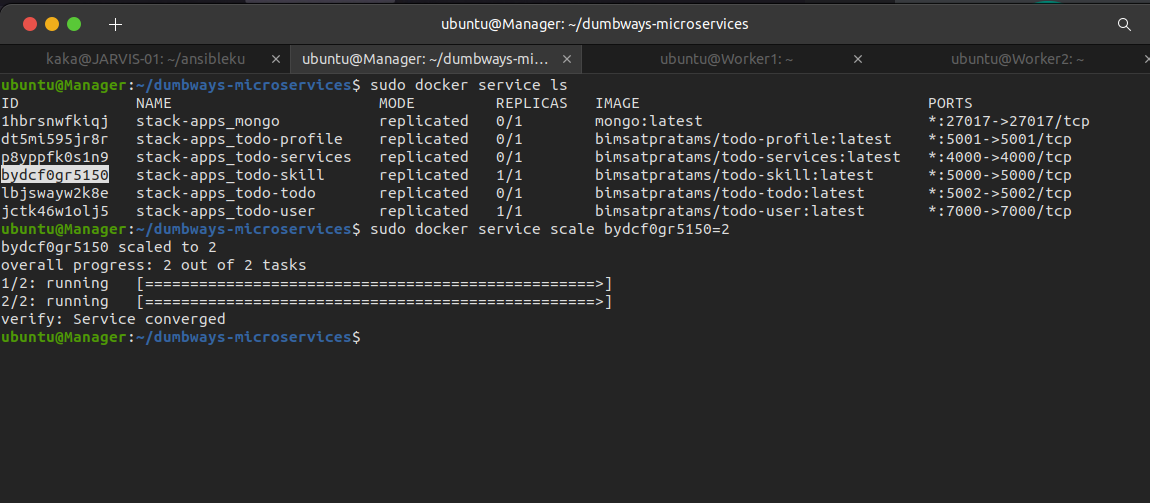 ubuntu@Manager: ~/dumbways-microservices
kaka@JARVIS-01: ~/ansibleku
ubuntu@Manager: ~/dumbways-mi...
ubuntu@Worker1: ~
ubuntu@Worker2: ~
ubuntu@Manager:~/dumbways-microservices$ sudo docker service ls
ID NAME MODE REPLICAS IMAGE PORTS
1hbrsnwfkiqj stack-apps_mongo replicated 0/1 mongo:latest *:27017->27017/tcp
dt5mi595jr8r stack-apps_todo-profile replicated 0/1 bimsatpratams/todo-profile:latest *:5001->5001/tcp
p8yppfk0s1n9 stack-apps_todo-services replicated 0/1 bimsatpratams/todo-services:latest *:4000->4000/tcp
bydcf0gr5150 stack-apps_todo-skill replicated 1/1 bimsatpratams/todo-skill:latest *:5000->5000/tcp
lbjswayw2k8e stack-apps_todo-todo replicated 0/1 bimsatpratams/todo-todo:latest *:5002->5002/tcp
jctk46w1olj5 stack-apps_todo-user replicated 1/1 bimsatpratams/todo-user:latest *:7000->7000/tcp
ubuntu@Manager:~/dumbways-microservices$ sudo docker service scale bydcf0gr5150=2
bydcf0gr5150 scaled to 2
overall progress: 2 out of 2 tasks
1/2: running [==================================================>]
2/2: running [==================================================>]
verify: Service converged
ubuntu@Manager:~/dumbways-microservices$